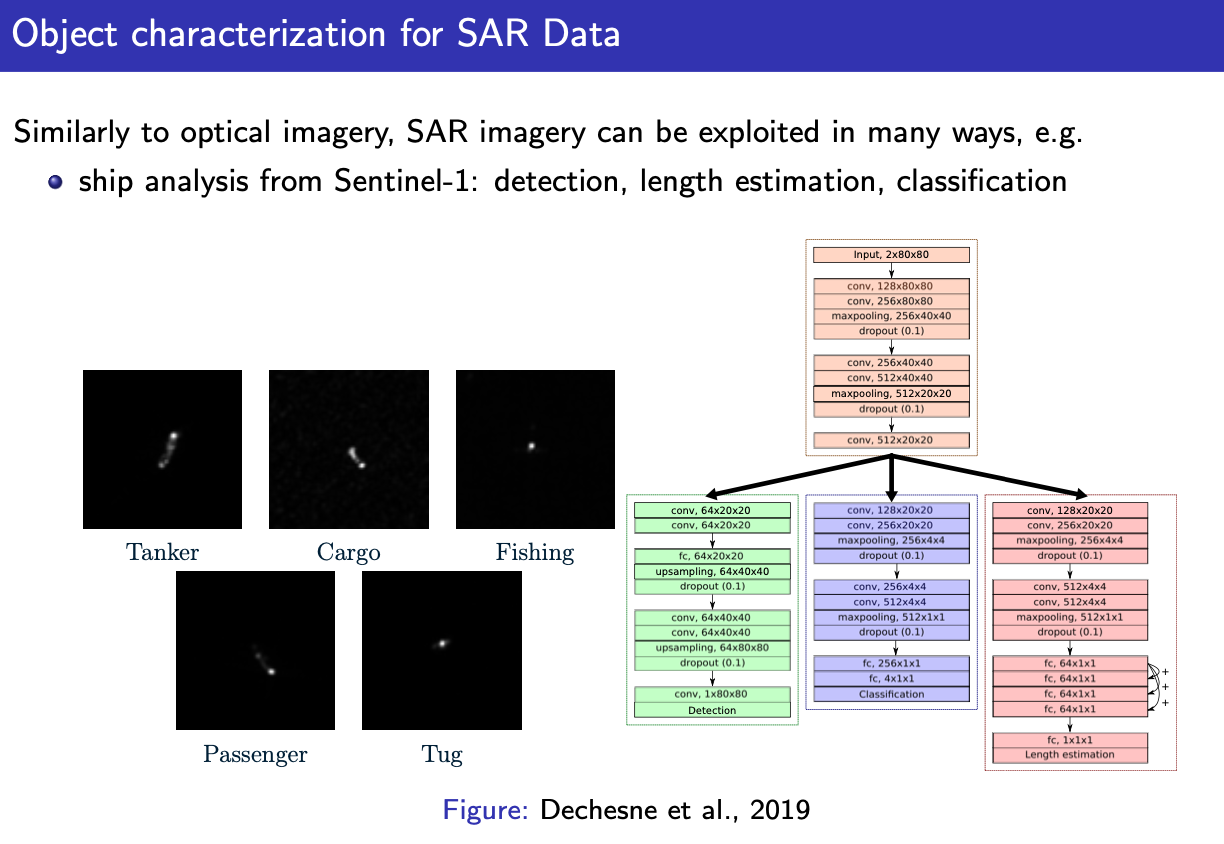 Object characterization for SAR Data
Similarly to optical imagery, SAR imagery can be exploited in many ways, e.g.
ship analysis from Sentinel-1: detection, length estimation, classification
Tanker
Cargo
Fishing
Passenger
Tug
Input, 2x80x80
conv, 128x80x80
conv, 256x80x80
maxpooling, 256x40x40
dropout (0.1)
conv, 256x40x40
conv, 512x40x40
maxpooling, 512x20x20
dropout (0.1)
conv, 512x20x20
conv, 64x20x20
conv, 64x20x20
fc, 64x20x20
upsampling, 64x40x40
dropout (0.1)
conv, 64x40x40
conv, 64x40x40
upsampling, 64x80x80
dropout (0.1)
conv, 1x80x80
Detection
conv, 128x20x20
conv, 256x20x20
maxpooling, 256x4x4
dropout (0.1)
conv, 256x4x4
conv, 512x4x4
maxpooling, 512x1x1
dropout (0.1)
fc, 256x1x1
fc, 4x1x1
Classification
conv, 128x20x20
conv, 256x20x20
maxpooling, 256x4x4
dropout (0.1)
conv, 512x4x4
conv, 512x4x4
maxpooling, 512x1x1
dropout (0.1)
fc, 64x1x1
fc, 64x1x1
fc, 64x1x1
fc, 64x1x1
+
+
+
fc, 1x1x1
Length estimation
Figure: Dechesne et al., 2019